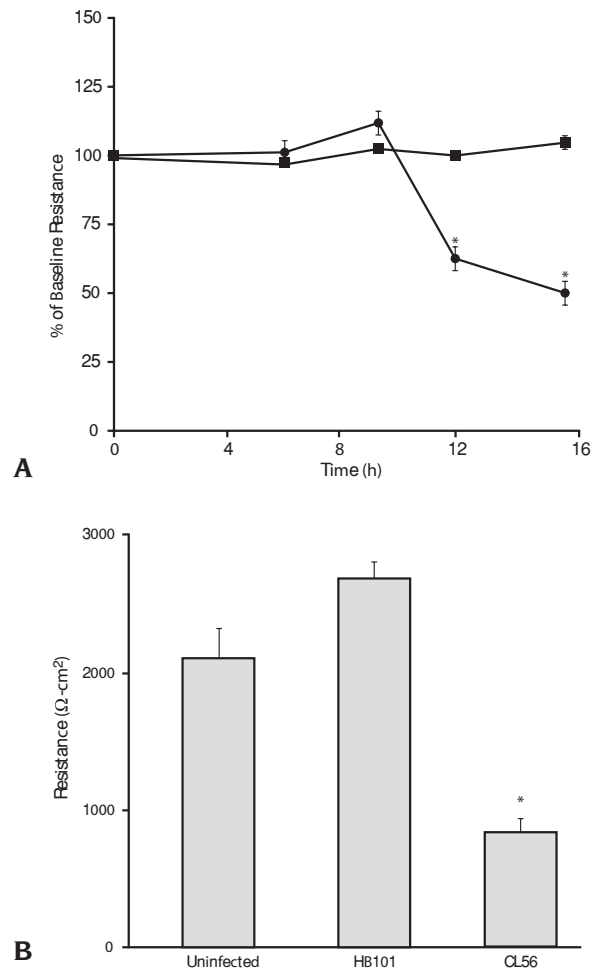 150
125
100
75
50
25
0
% of Baseline Resistance
*
*
0 4 8 12 16
Time (h)
A
3000
2000
1000
0
Resistance (Ω-cm²)
*
Uninfected HB101 CL56
B